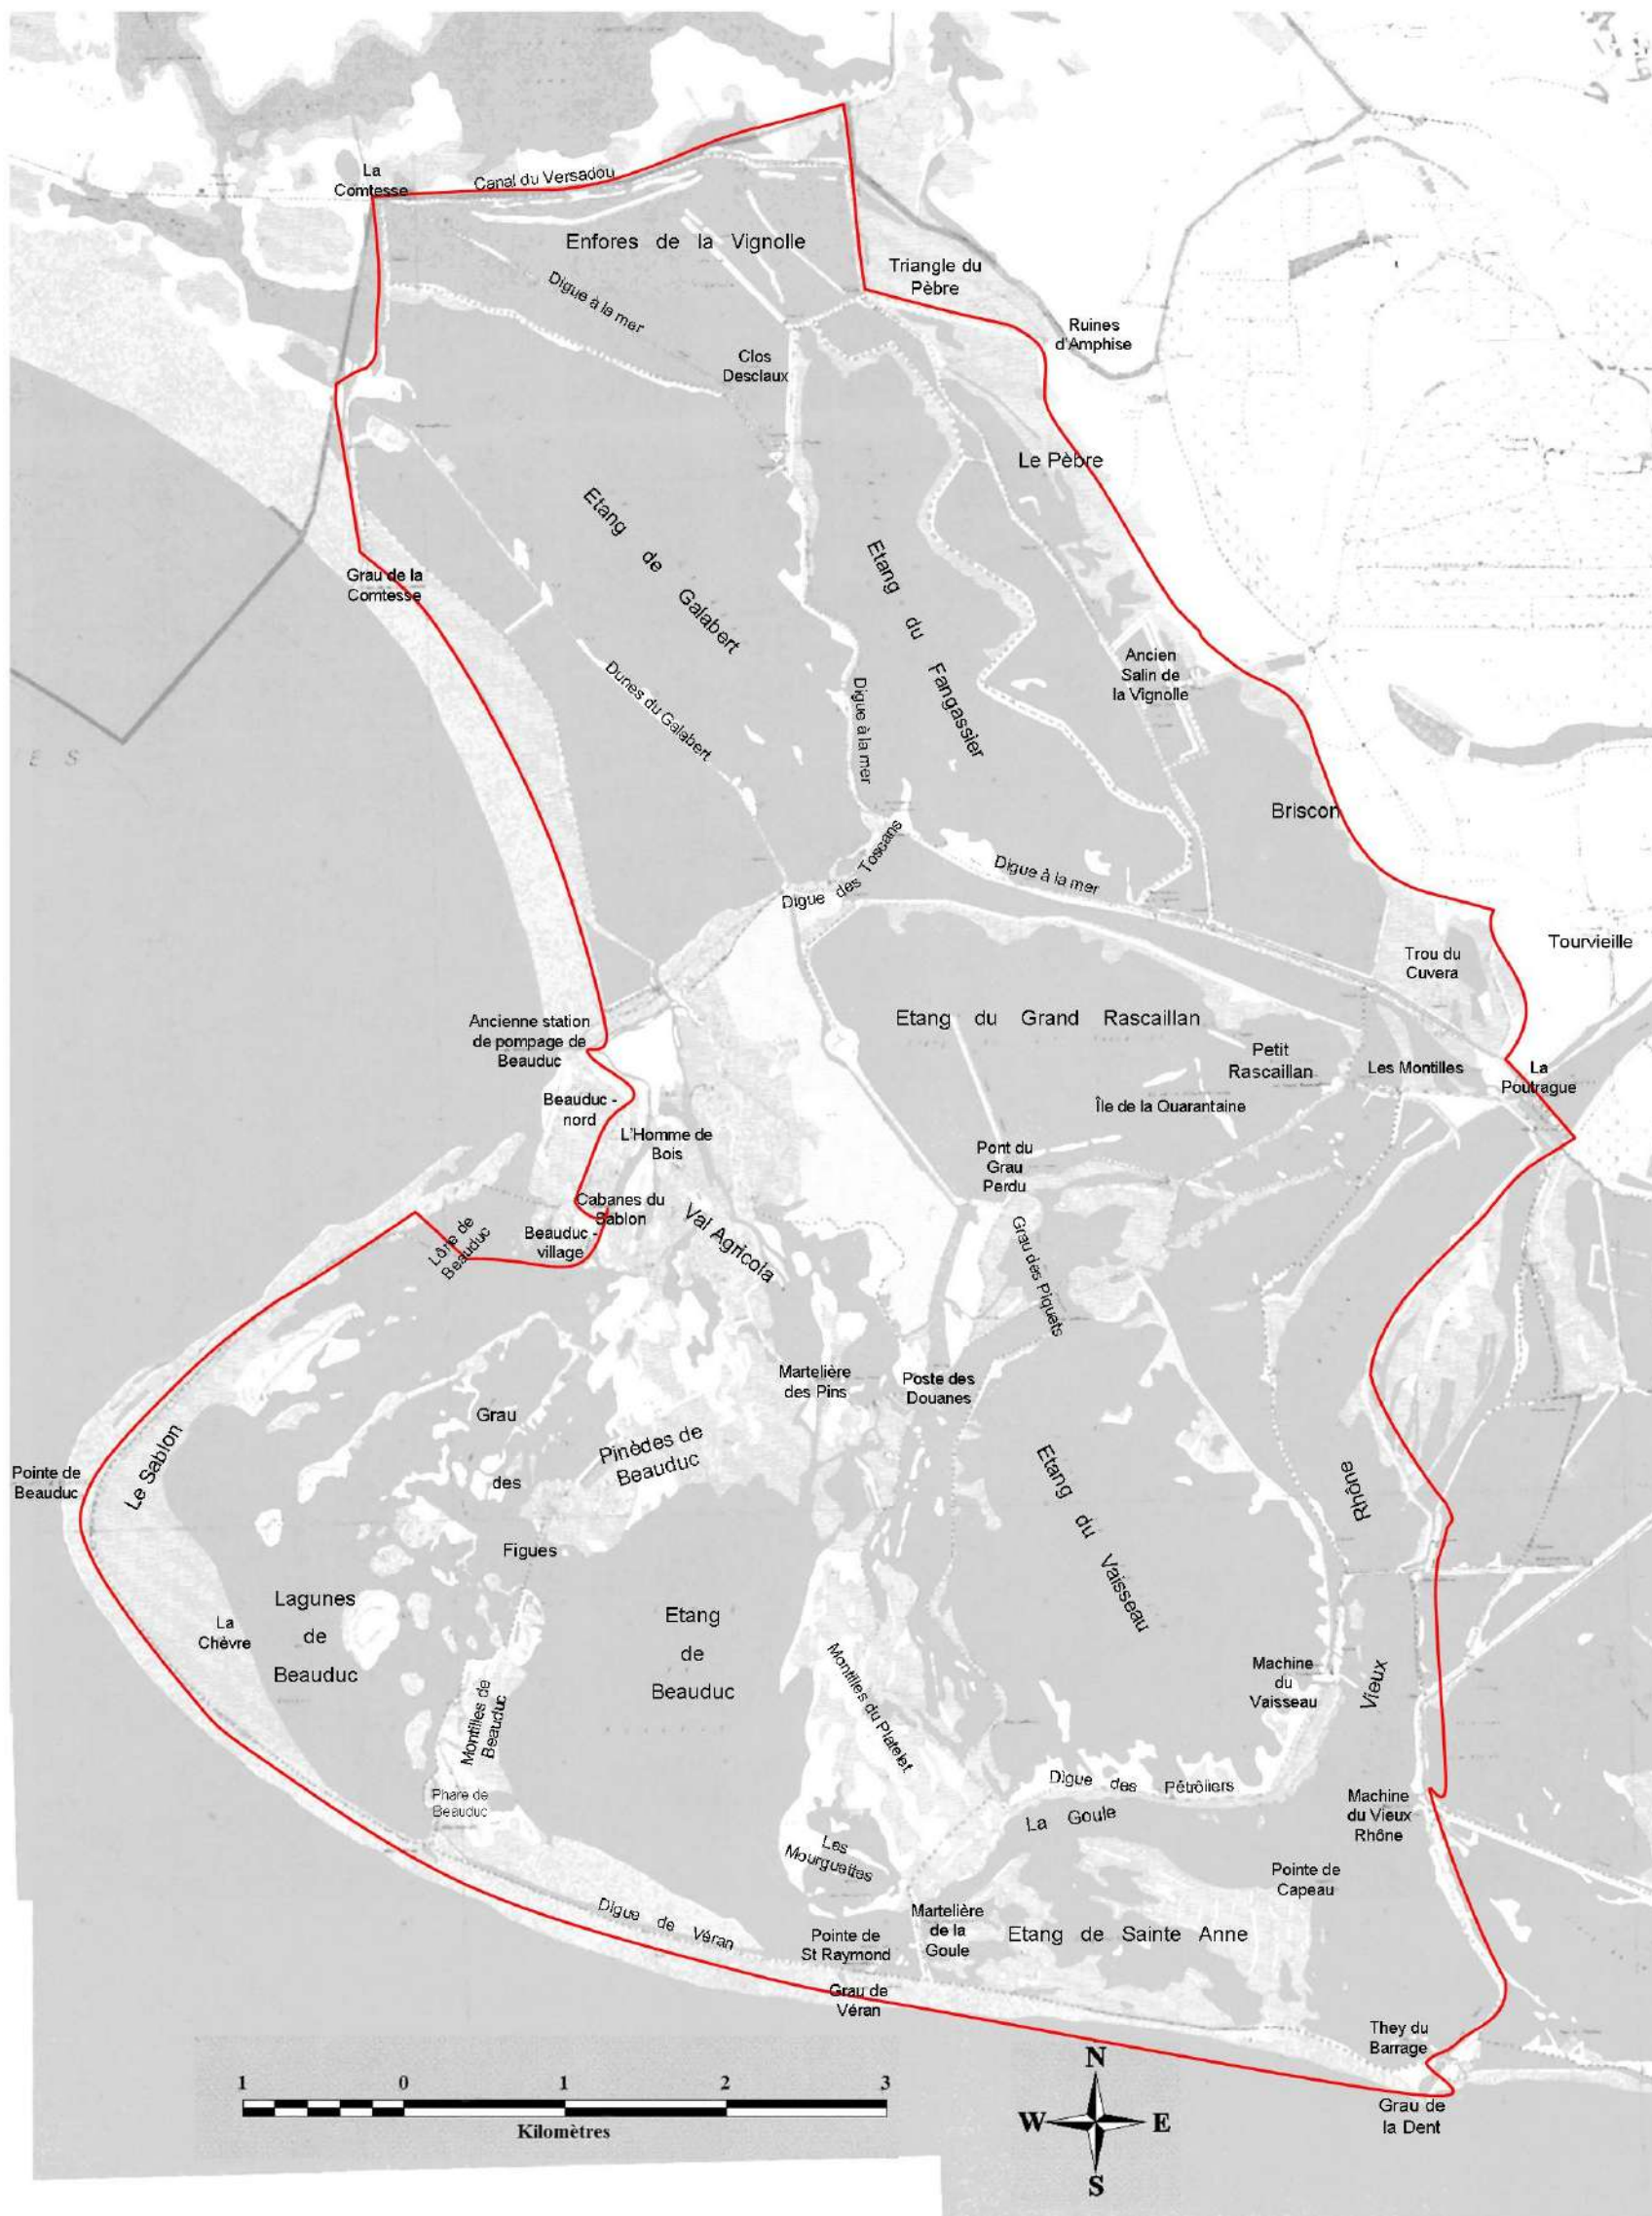 La
Comtesse
Canal du Versadou
Enfores de la Vignolle
Triangle du
Pèbre
Digue à la mer
Ruines
d'Amphise
Clos
Desclaux
Le Pèbre
Etang de Galabert
Etang du Fangassier
Grau de la
Comtesse
Ancien
Salin de
la Vignolle
Dunes du Galabert
Digue à la mer
E S
Briscon
Digue des Toscans
Digue à la mer
Tourvieille
Trou du
Cuvera
Ancienne station
de pompage de
Beauduc
Etang du Grand Rascaillan
Petit
Rascaillan
Les Montilles
La
Poutrague
Beauduc -
nord
Île de la Quarantaine
L'Homme de
Bois
Pont du
Grau
Perdu
Cabanes du
Sablon
Val Agricola
Beauduc -
village
Lône de
Beauduc
Grau des Piquets
Martelière
des Pins
Poste des
Douanes
Grau
des
Figues
Pinèdes de
Beauduc
Le Sablon
Pointe de
Beauduc
Etang du Vaisseau
Vieux Rhône
La
Chèvre
Lagunes
de
Beauduc
Etang
de
Beauduc
Montilles de
Beauduc
Montilles du Platelet
Machine
du
Vaisseau
Phare de
Beauduc
Digue des Pétroliers
La Goule
Machine
du Vieux
Rhône
Les
Mourguettes
Pointe de
Capeau
Digue de Véran
Martelière
de la
Goule
Pointe de
St Raymond
Etang de Sainte Anne
Grau de
Véran
They du
Barrage
Grau de
la Dent
1 0 1 2 3
Kilomètres
N
W E
S